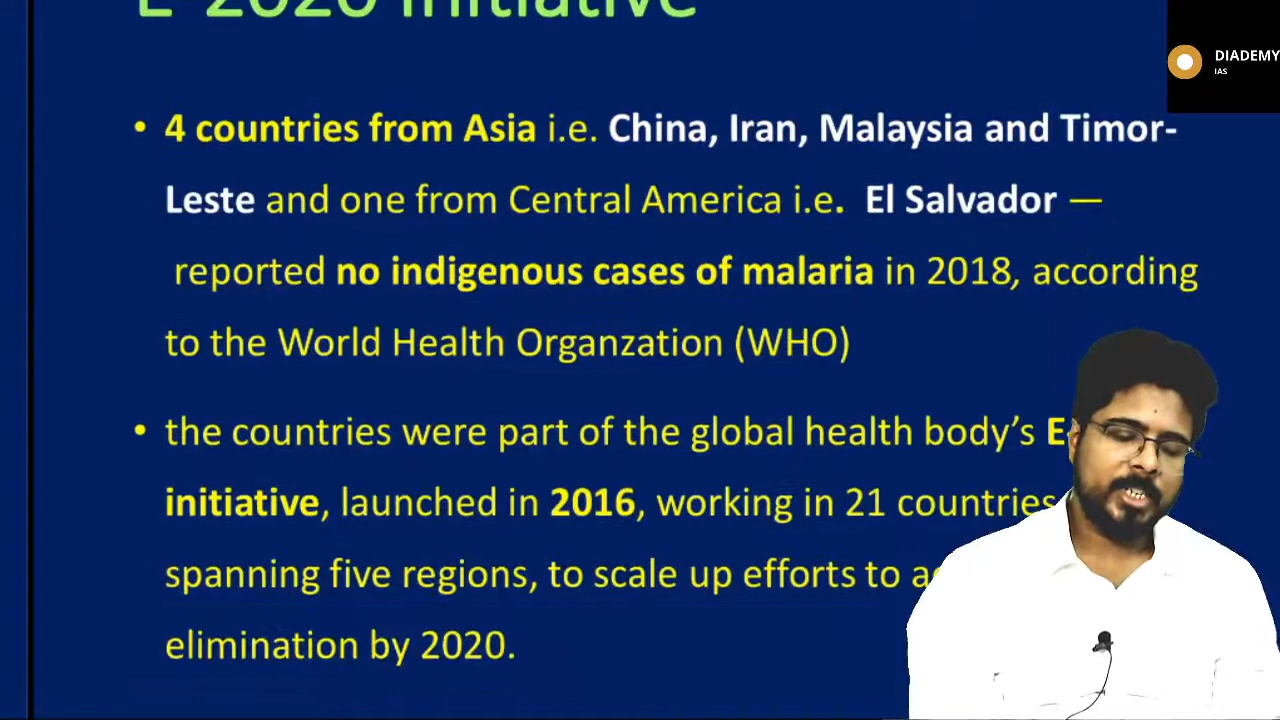 E-2020 Initiative
DIADEMY
IAS
• 4 countries from Asia i.e. China, Iran, Malaysia and Timor-
Leste and one from Central America i.e. El Salvador —
reported no indigenous cases of malaria in 2018, according
to the World Health Organzation (WHO)
• the countries were part of the global health body’s
initiative, launched in 2016, working in 21 countries
spanning five regions, to scale up efforts to
elimination by 2020.